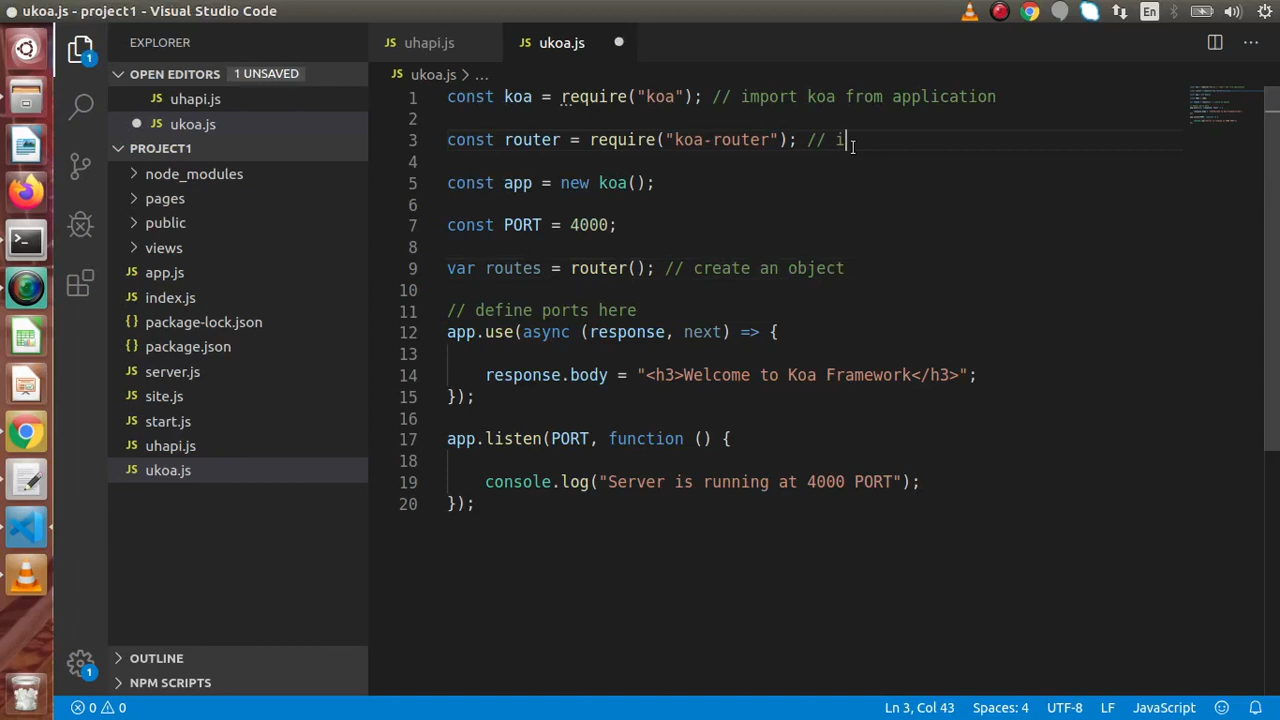 ukoa.js - project1 - Visual Studio Code
En
EXPLORER
uhapi.js
ukoa.js
1
OPEN EDITORS 1 UNSAVED
uhapi.js
ukoa.js
PROJECT1
node_modules
pages
public
views
app.js
index.js
package-lock.json
package.json
server.js
site.js
start.js
uhapi.js
ukoa.js
OUTLINE
NPM SCRIPTS
1
ukoa.js > ...
1 const koa = require("koa"); // import koa from application
2
3 const router = require("koa-router"); // i
4
5 const app = new koa();
6
7 const PORT = 4000;
8
9 var routes = router(); // create an object
10
11 // define ports here
12 app.use(async (response, next) => {
13
14 response.body = "<h3>Welcome to Koa Framework</h3>";
15 });
16
17 app.listen(PORT, function () {
18
19 console.log("Server is running at 4000 PORT");
20 });
0 0 Ln 3, Col 43 Spaces: 4 UTF-8 LF JavaScript